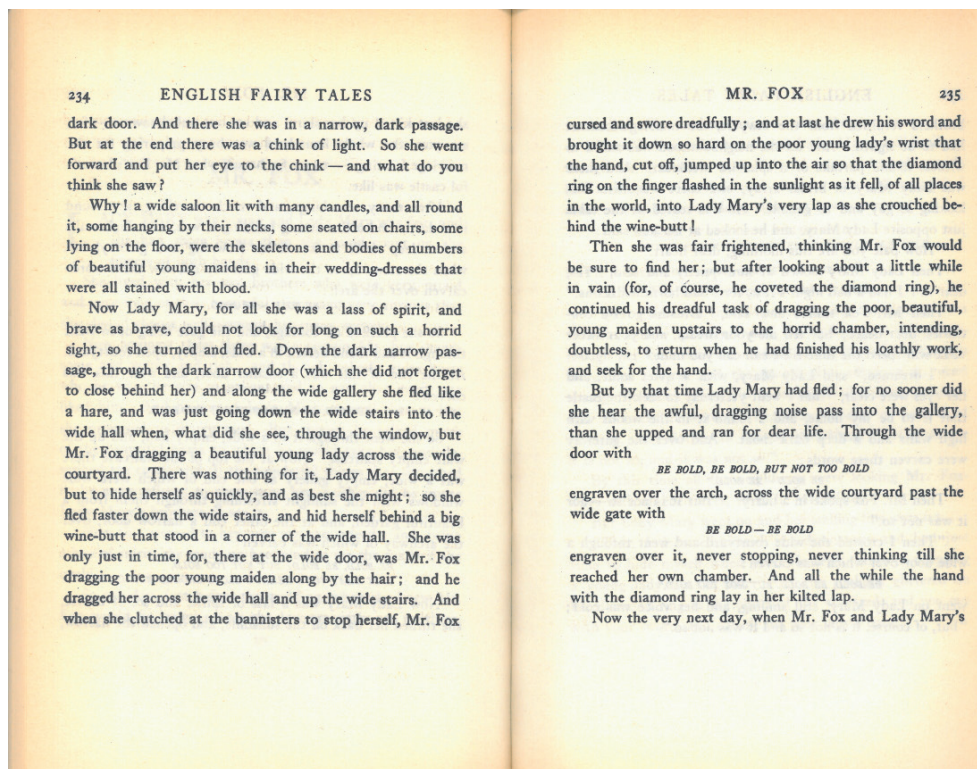 234 ENGLISH FAIRY TALES
dark door. And there she was in a narrow, dark passage.
But at the end there was a chink of light. So she went
forward and put her eye to the chink — and what do you
think she saw?
Why! a wide saloon lit with many candles, and all round
it, some hanging by their necks, some seated on chairs, some
lying on the floor, were the skeletons and bodies of numbers
of beautiful young maidens in their wedding-dresses that
were all stained with blood.
Now Lady Mary, for all she was a lass of spirit, and
brave as brave, could not look for long on such a horrid
sight, so she turned and fled. Down the dark narrow pas-
sage, through the dark narrow door (which she did not forget
to close behind her) and along the wide gallery she fled like
a hare, and was just going down the wide stairs into the
wide hall when, what did she see, through the window, but
Mr. Fox dragging a beautiful young lady across the wide
courtyard. There was nothing for it, Lady Mary decided,
but to hide herself as quickly, and as best she might; so she
fled faster down the wide stairs, and hid herself behind a big
wine-butt that stood in a corner of the wide hall. She was
only just in time, for, there at the wide door, was Mr. Fox
dragging the poor young maiden along by the hair; and he
dragged her across the wide hall and up the wide stairs. And
when she clutched at the bannisters to stop herself, Mr. Fox
MR. FOX 235
cursed and swore dreadfully; and at last he drew his sword and
brought it down so hard on the poor young lady's wrist that
the hand, cut off, jumped up into the air so that the diamond
ring on the finger flashed in the sunlight as it fell, of all places
in the world, into Lady Mary's very lap as she crouched be-
hind the wine-butt!
Then she was fair frightened, thinking Mr. Fox would
be sure to find her; but after looking about a little while
in vain (for, of course, he coveted the diamond ring), he
continued his dreadful task of dragging the poor, beautiful,
young maiden upstairs to the horrid chamber, intending,
doubtless, to return when he had finished his loathly work,
and seek for the hand.
But by that time Lady Mary had fled; for no sooner did
she hear the awful, dragging noise pass into the gallery,
than she upped and ran for dear life. Through the wide
door with
BE BOLD, BE BOLD, BUT NOT TOO BOLD
engraven over the arch, across the wide courtyard past the
wide gate with
BE BOLD — BE BOLD
engraven over it, never stopping, never thinking till she
reached her own chamber. And all the while the hand
with the diamond ring lay in her kilted lap.
Now the very next day, when Mr. Fox and Lady Mary's